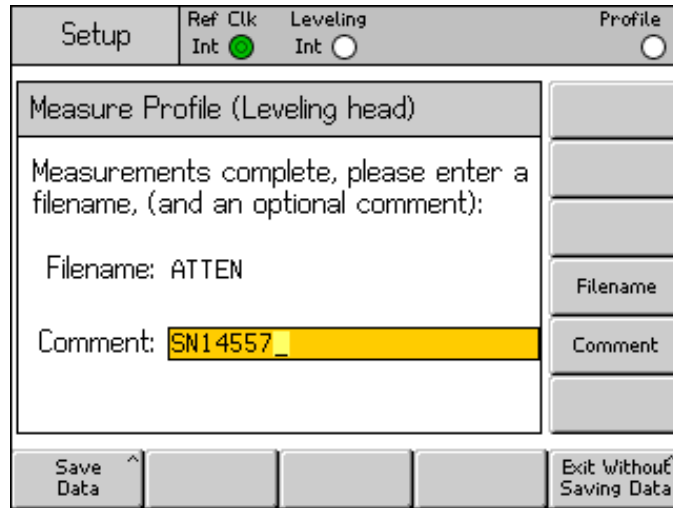 Setup
Ref Clk
Int
Leveling
Int
Profile
Measure Profile (Leveling head)
Measurements complete, please enter a
filename, (and an optional comment):
Filename: ATTEN
Comment: SN14557_
Filename
Comment
Save
Data
Exit Without
Saving Data